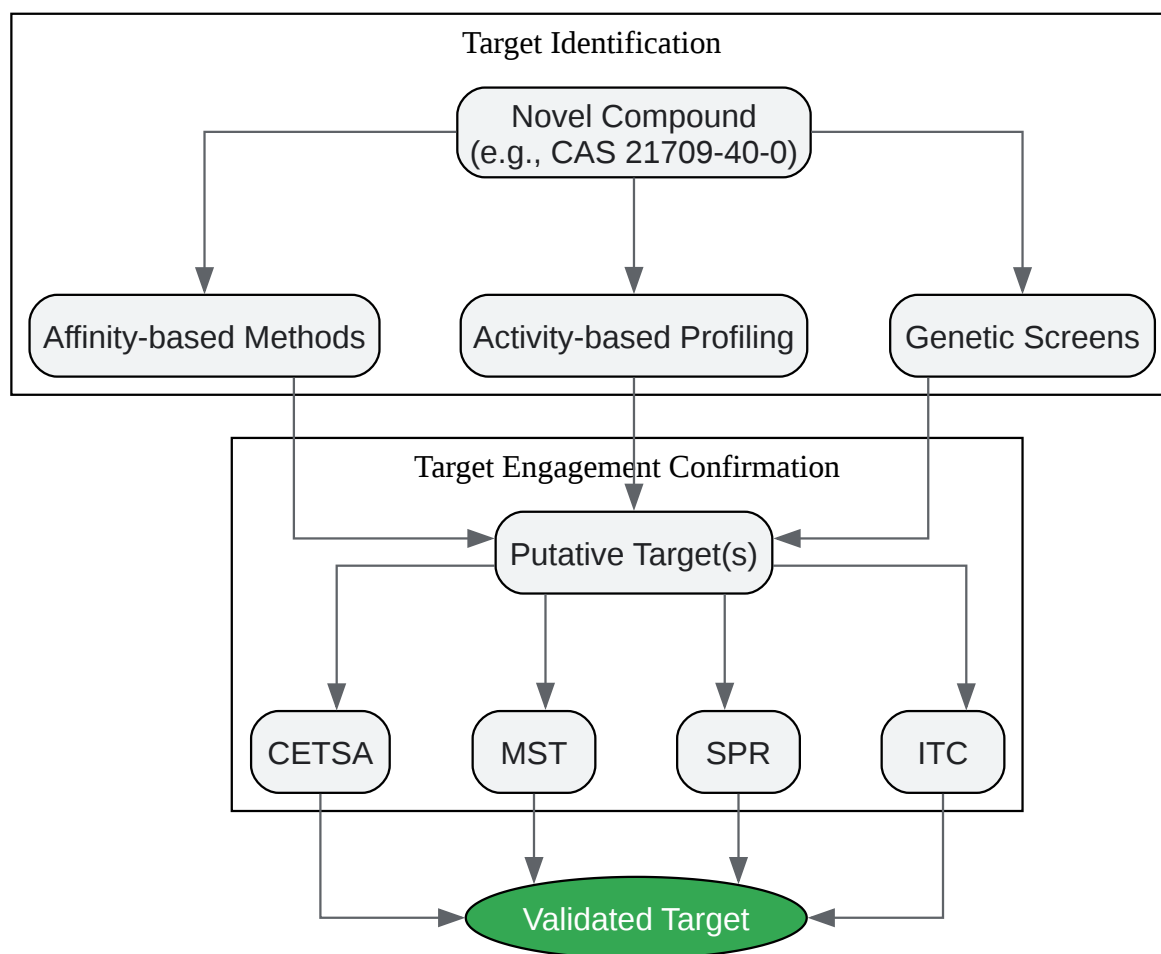 Target Identification
Novel Compound
(e.g., CAS 21709-40-0)
Affinity-based Methods
Activity-based Profiling
Genetic Screens
Target Engagement Confirmation
Putative Target(s)
CETSA
MST
SPR
ITC
Validated Target